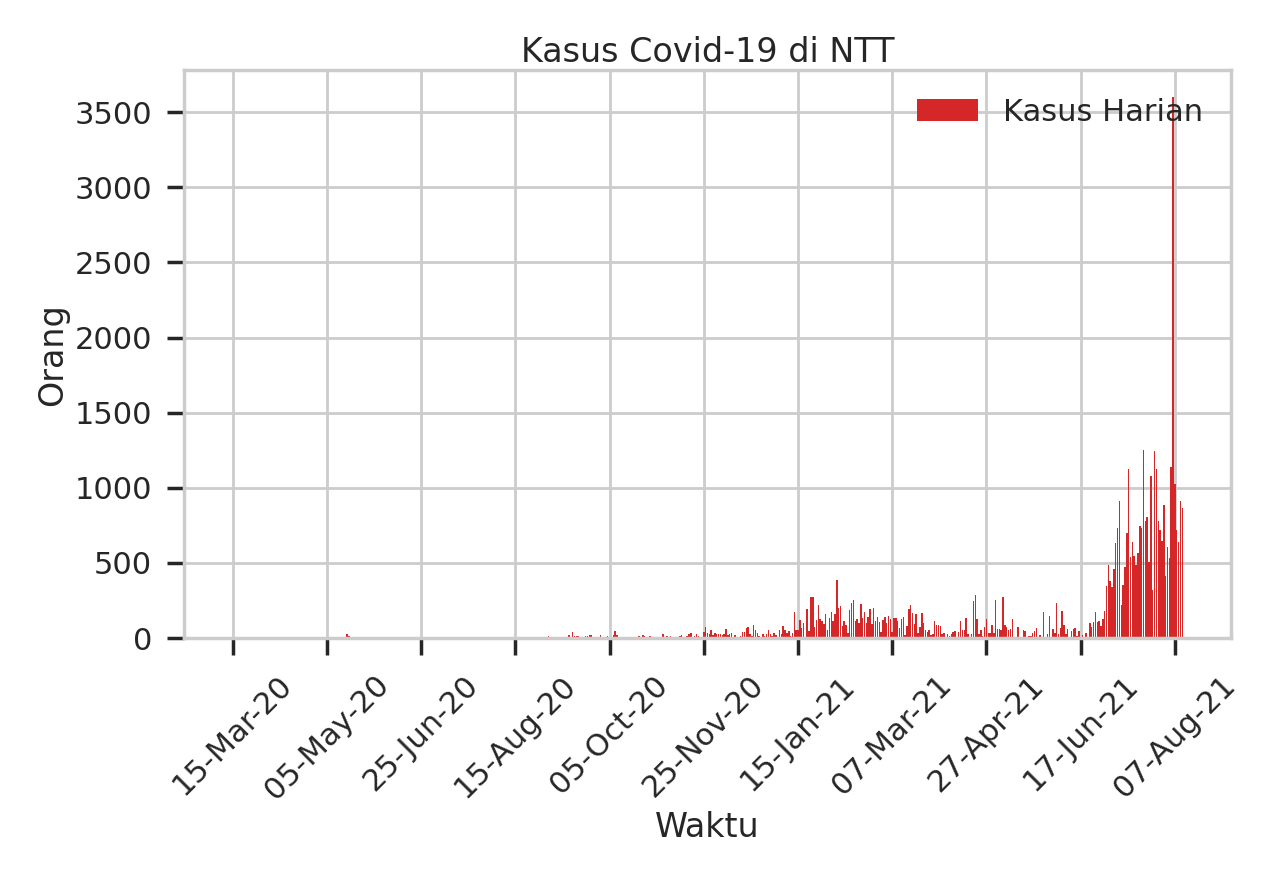 Kasus Covid-19 di NTT
Kasus Harian
Orang
3500
3000
2500
2000
1500
1000
500
0
15-Mar-20
05-May-20
25-Jun-20
15-Aug-20
05-Oct-20
25-Nov-20
15-Jan-21
07-Mar-21
27-Apr-21
17-Jun-21
07-Aug-21
Waktu